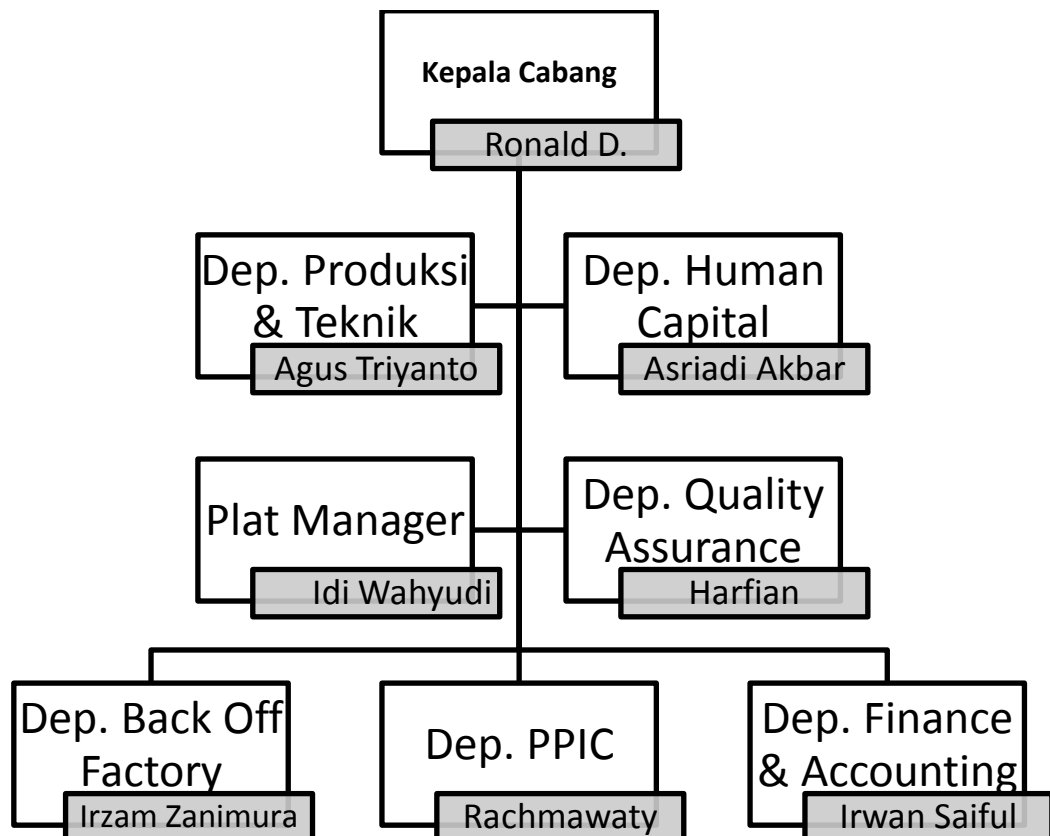 Kepala Cabang
Ronald D.
Dep. Produksi
& Teknik
Agus Triyanto
Dep. Human
Capital
Asriadi Akbar
Plat Manager
Idi Wahyudi
Dep. Quality
Assurance
Harfian
Dep. Back Off
Factory
Irzam Zanimura
Dep. PPIC
Rachmawaty
Dep. Finance
& Accounting
Irwan Saiful